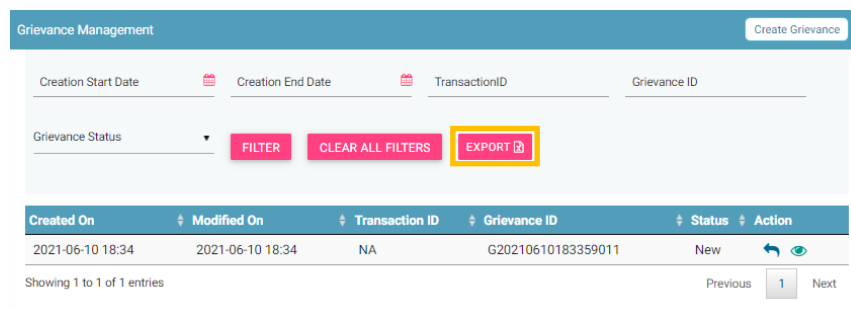 Grievance Management Create Grievance
Creation Start Date Creation End Date TransactionID Grievance ID
Grievance Status FILTER CLEAR ALL FILTERS EXPORT
Created On Modified On Transaction ID Grievance ID Status Action
2021-06-10 18:34 2021-06-10 18:34 NA G20210610183359011 New
Showing 1 to 1 of 1 entries Previous 1 Next